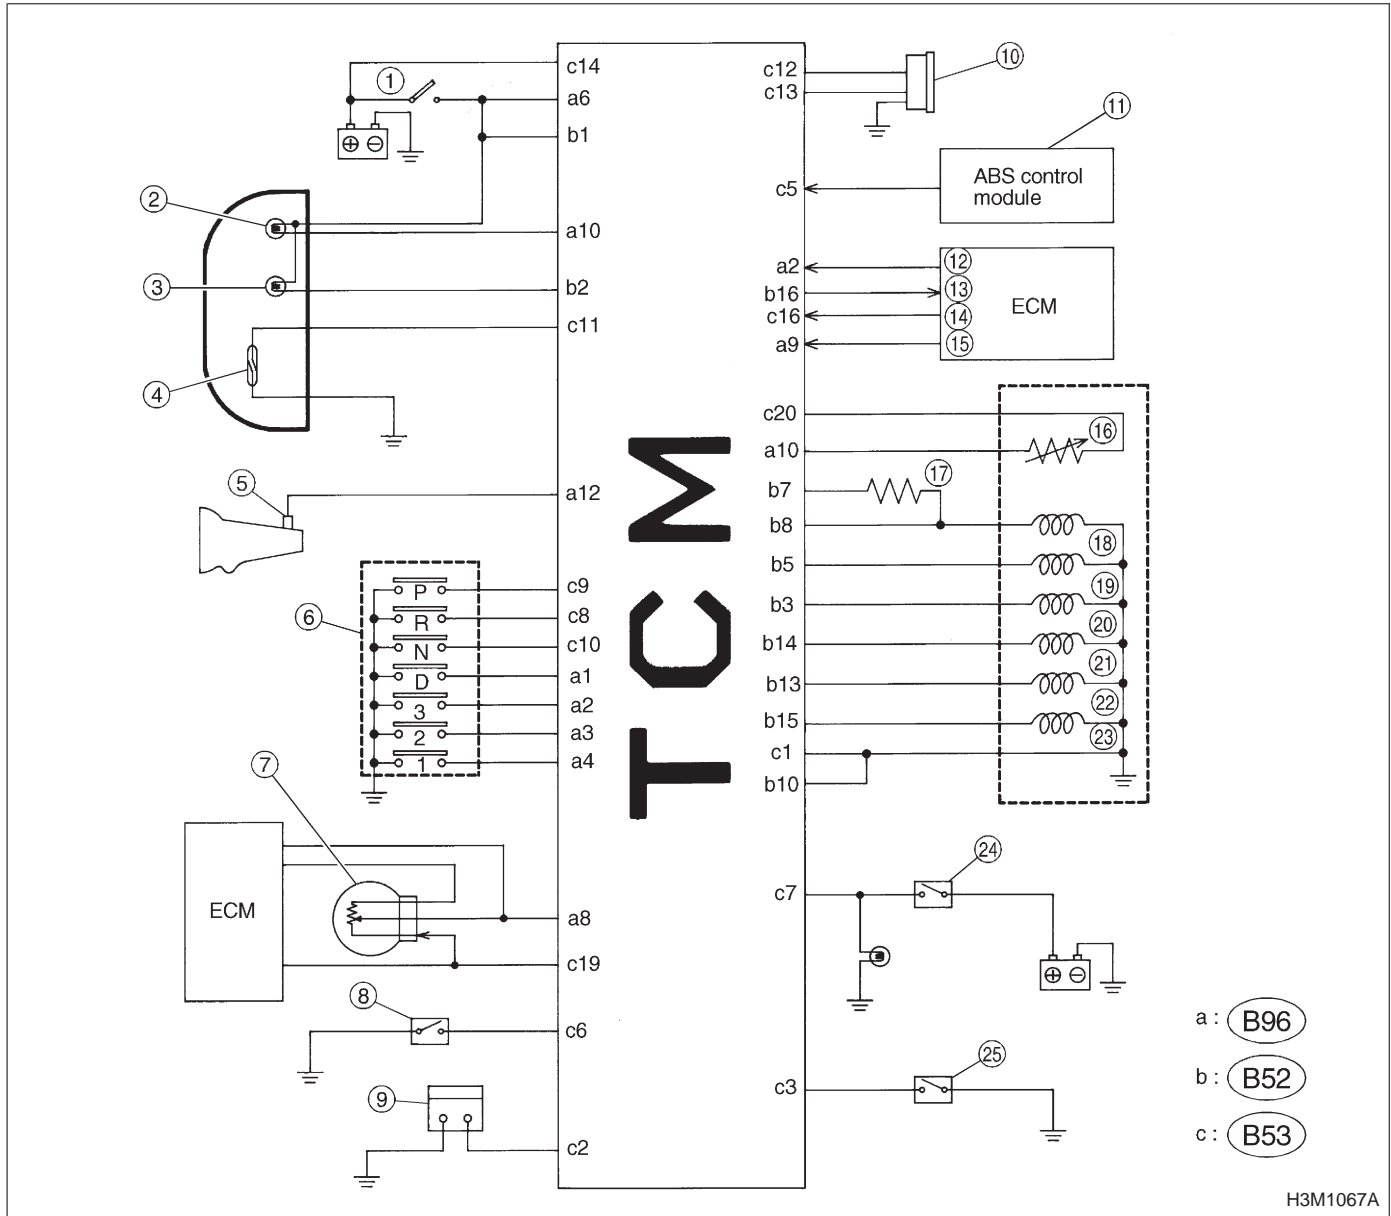 c14
1
a6
b1
2
a10
3
b2
c11
4
5
a12
6
P
c9
R
c8
N
c10
D
a1
3
a2
2
a3
1
a4
7
ECM
a8
c19
8
c6
9
c2
TCM
c12
c13
10
11
ABS control
module
c5
a2
12
b16
13
c16
14
a9
15
ECM
c20
a10
16
b7
17
b8
18
b5
19
b3
20
b14
21
b13
22
b15
23
c1
b10
24
c7
25
c3
a : B96
b : B52
c : B53
H3M1067A